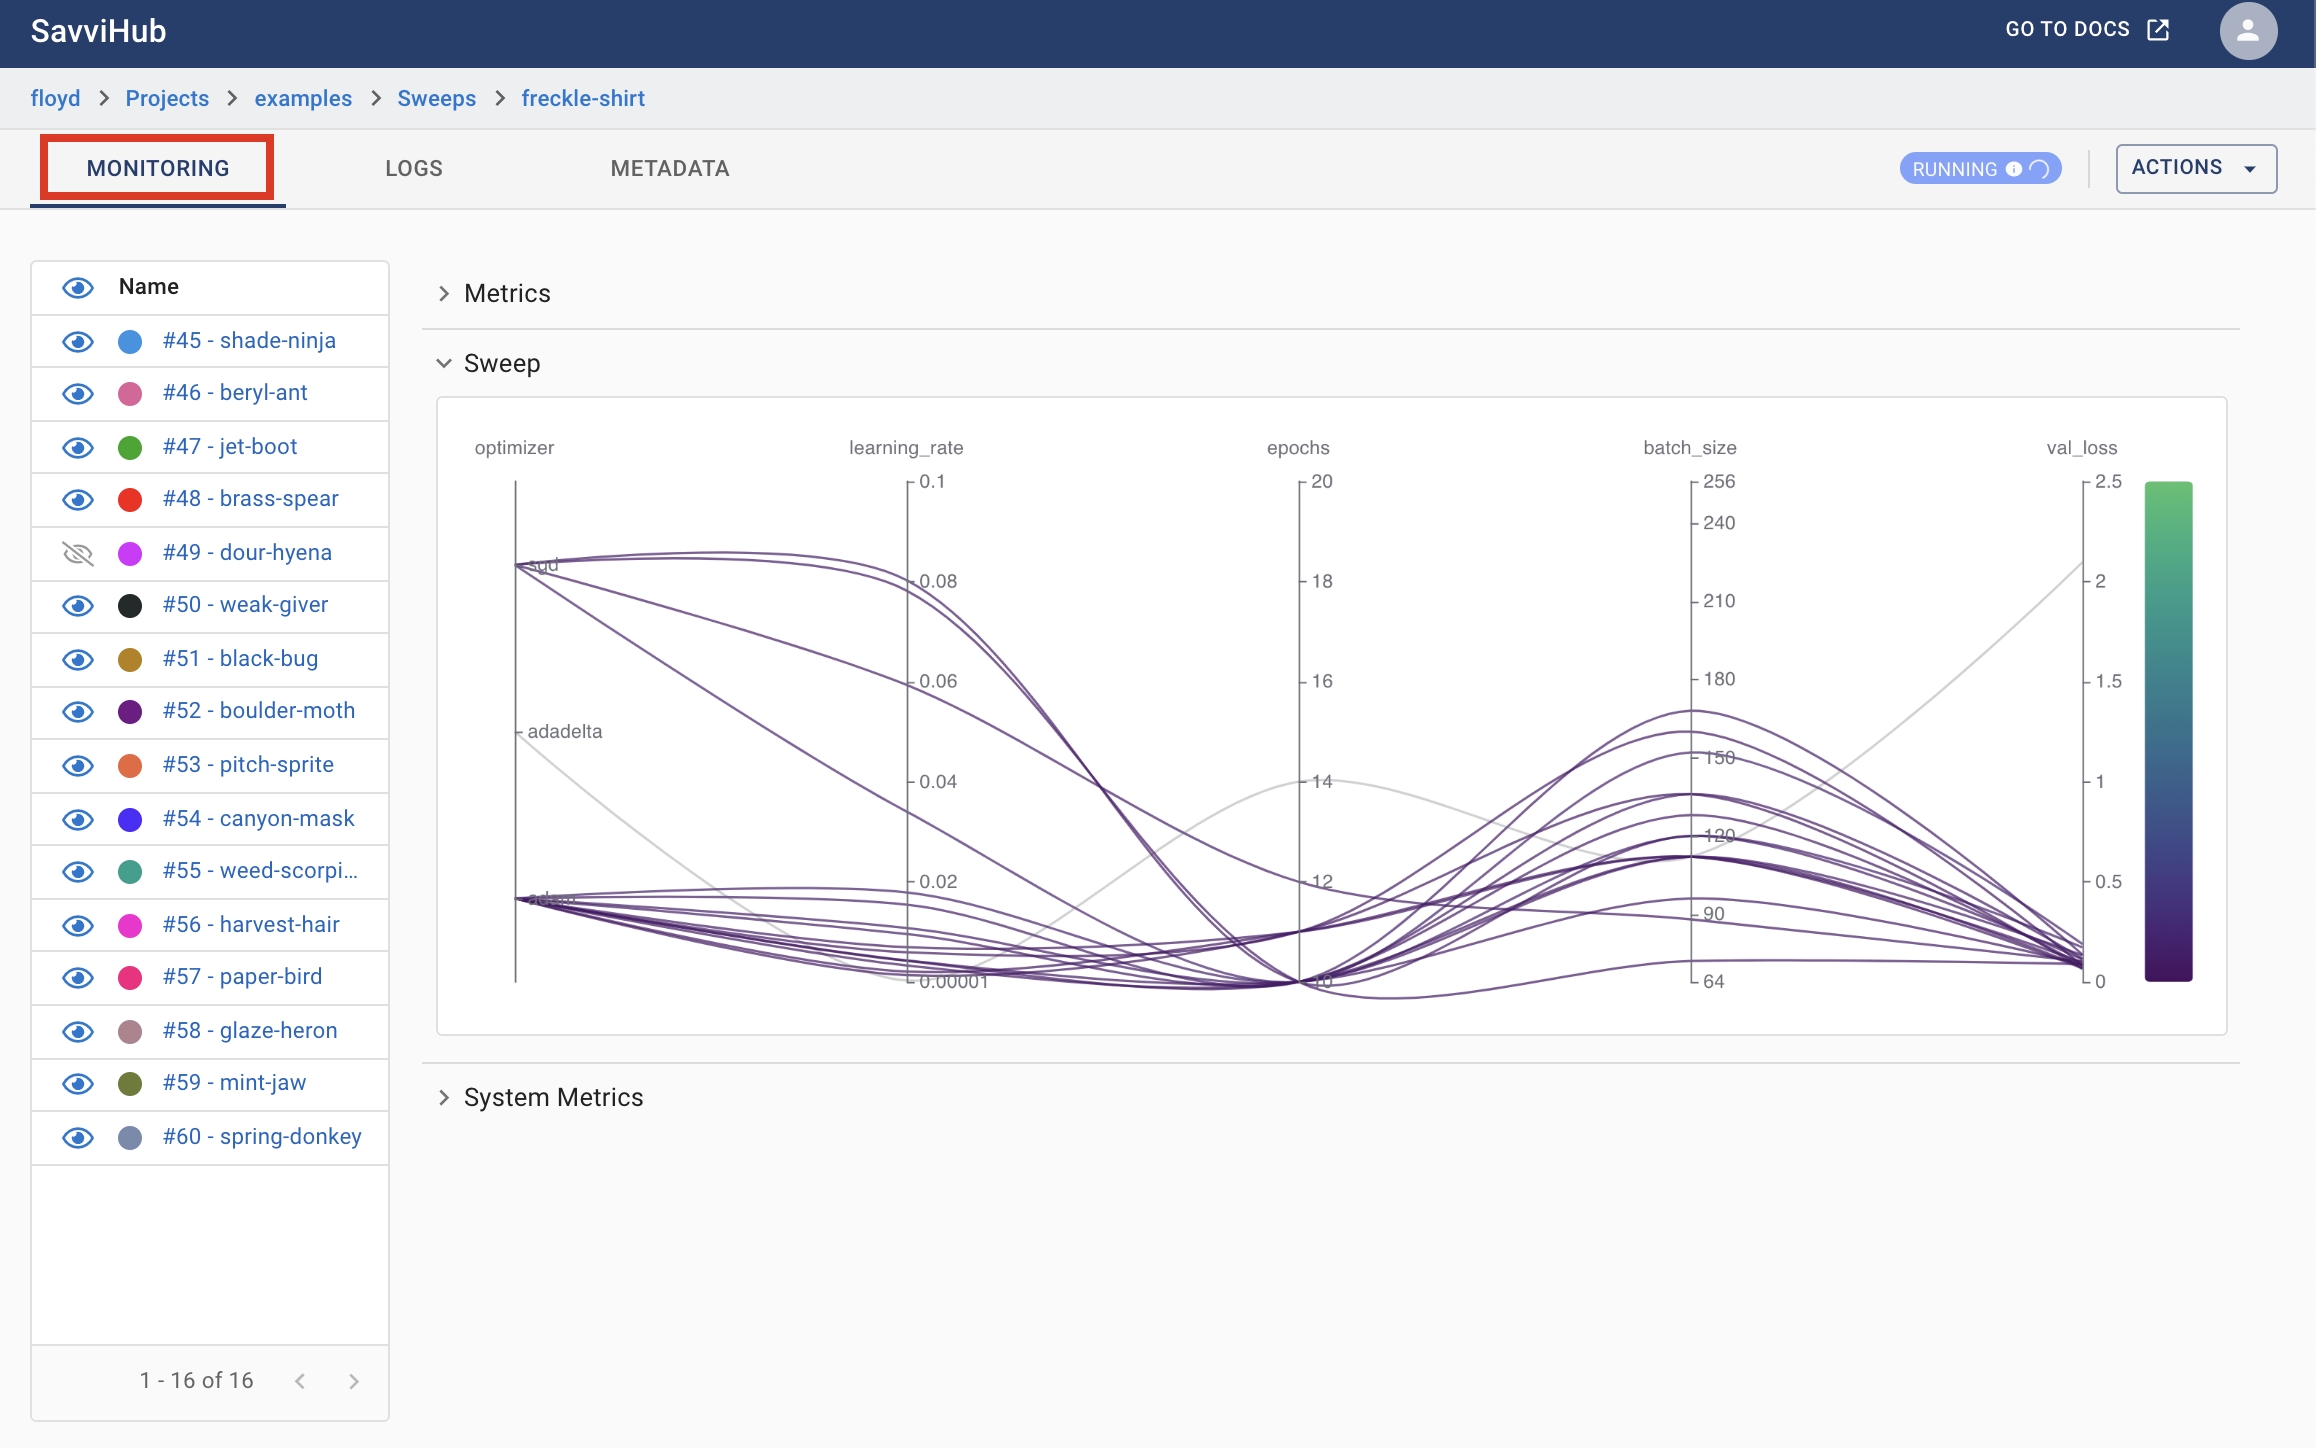 SavviHub
GO TO DOCS
floyd > Projects > examples > Sweeps > freckle-shirt
MONITORING
LOGS
METADATA
RUNNING
ACTIONS
Name
#45 - shade-ninja
#46 - beryl-ant
#47 - jet-boot
#48 - brass-spear
#49 - dour-hyena
#50 - weak-giver
#51 - black-bug
#52 - boulder-moth
#53 - pitch-sprite
#54 - canyon-mask
#55 - weed-scorpi...
#56 - harvest-hair
#57 - paper-bird
#58 - glaze-heron
#59 - mint-jaw
#60 - spring-donkey
1 - 16 of 16
Metrics
Sweep
optimizer
sgd
adadelta
adam
learning_rate
0.1
0.08
0.06
0.04
0.02
0.00001
epochs
20
18
16
14
12
10
batch_size
256
240
210
180
150
120
90
64
val_loss
2.5
2
1.5
1
0.5
0
System Metrics